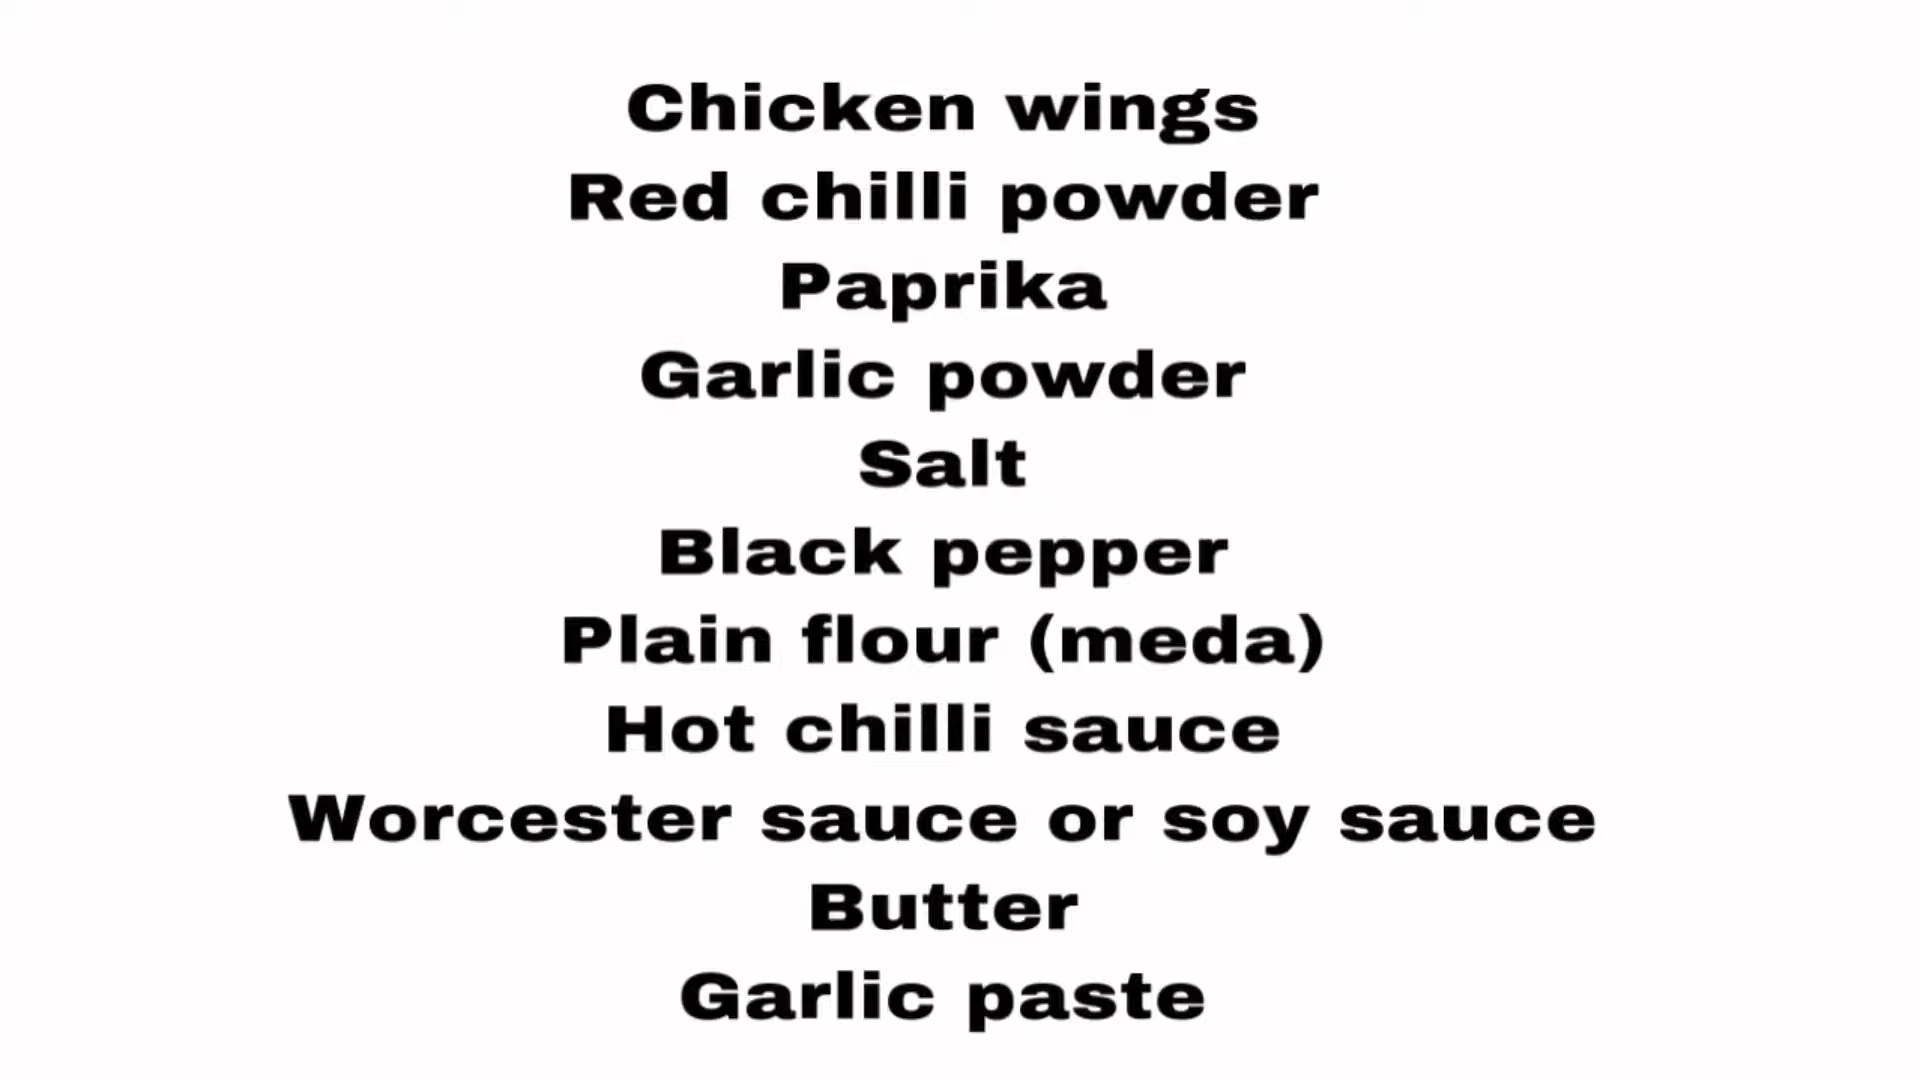 Chicken wings
Red chilli powder
Paprika
Garlic powder
Salt
Black pepper
Plain flour (meda)
Hot chilli sauce
Worcester sauce or soy sauce
Butter
Garlic paste